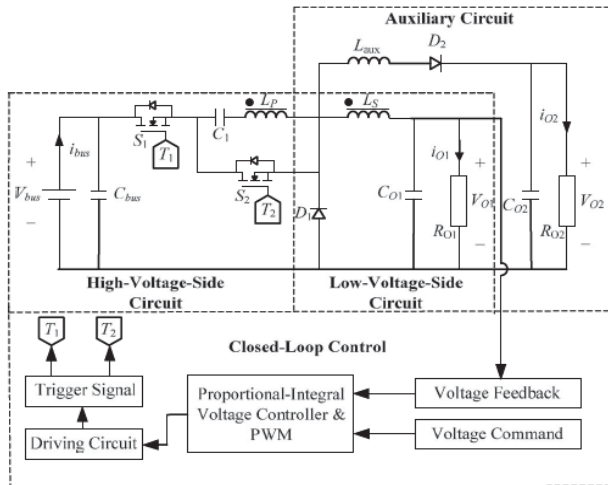 Auxiliary Circuit
L_aux
D_2
L_P
L_S
C_1
S_1
T_1
i_bus
i_O1
i_O2
+
+
+
S_2
T_2
V_bus
C_bus
D_1
C_O1
V_O1
C_O2
V_O2
R_O1
R_O2
−
−
−
High-Voltage-Side
Circuit
Low-Voltage-Side
Circuit
T_1
T_2
Closed-Loop Control
Trigger Signal
Driving Circuit
Proportional-Integral
Voltage Controller &
PWM
Voltage Feedback
Voltage Command